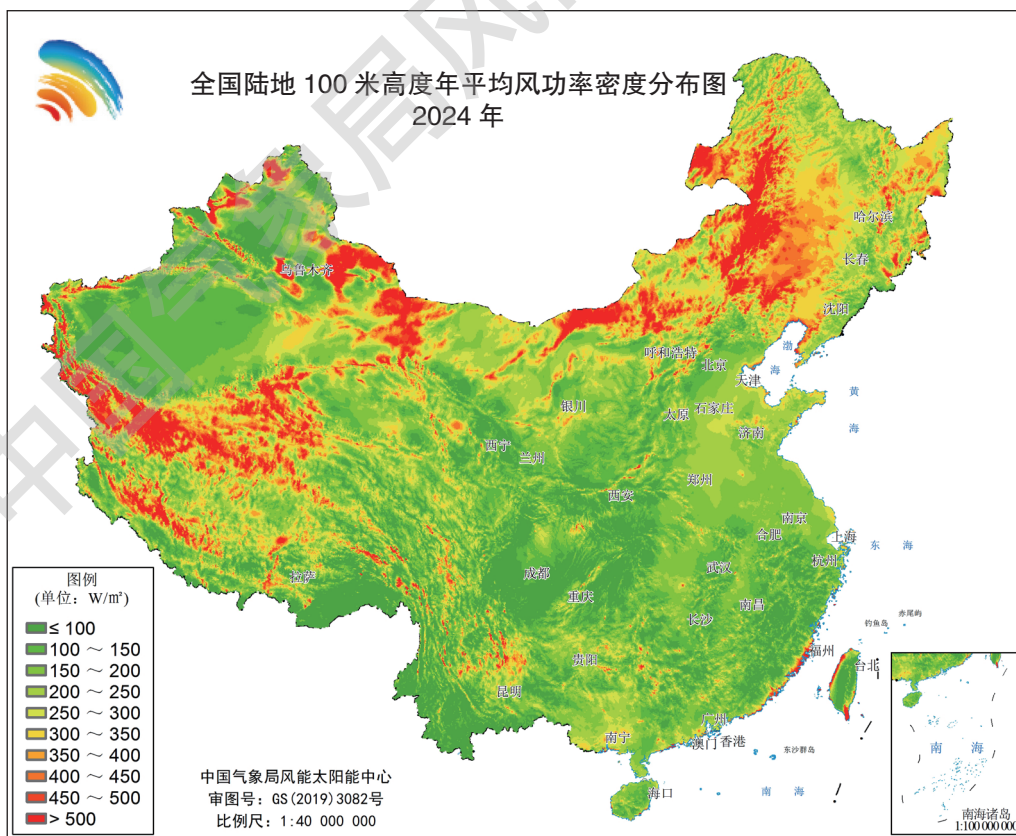 全国陆地 100 米高度年平均风功率密度分布图
2024 年
哈尔滨
长春
乌鲁木齐
沈阳
呼和浩特
北京
渤
海
天津
黄
海
银川
太原
石家庄
济南
西宁
兰州
郑州
西安
南京
合肥
上海
东 海
杭州
武汉
成都
拉萨
重庆
南昌
长沙
钓鱼岛
赤尾屿
福州
台北
贵阳
昆明
广州
南宁
澳门
香港
东沙群岛
海口
南 海
图例
(单位：W/㎡)
≤ 100
100 ～ 150
150 ～ 200
200 ～ 250
250 ～ 300
300 ～ 350
350 ～ 400
400 ～ 450
450 ～ 500
> 500
中国气象局风能太阳能中心
审图号：GS(2019)3082号
比例尺：1:40 000 000
南 海
南海诸岛
1:100 000 000